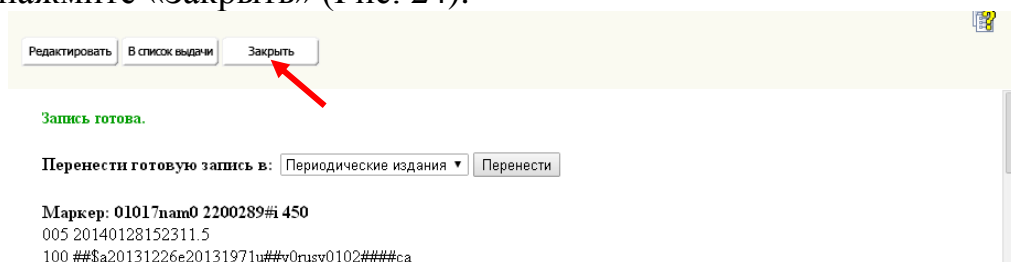 нажмите «Закрыть» (Рис. 24).
Редактировать В список выдачи Закрыть
Запись готова.
Перенести готовую запись в: Периодические издания Перенести
Маркер: 01017nam0 2200289#i 450
005 20140128152311.5
100 ##$a20131226e20131971u##y0rusy0102####ca